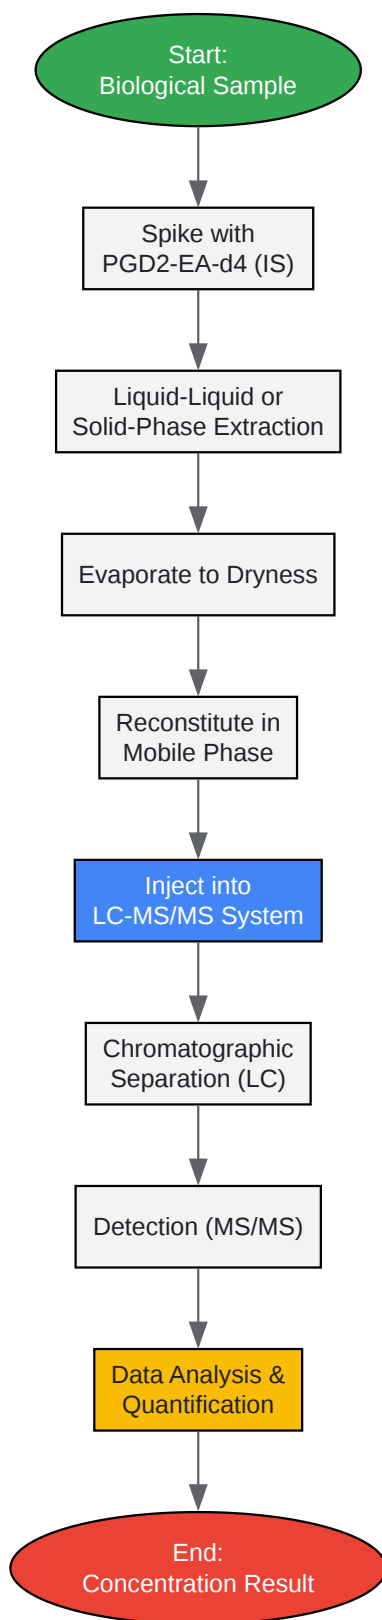 Start:
Biological Sample
Spike with
PGD2-EA-d4 (IS)
Liquid-Liquid or
Solid-Phase Extraction
Evaporate to Dryness
Reconstitute in
Mobile Phase
Inject into
LC-MS/MS System
Chromatographic
Separation (LC)
Detection (MS/MS)
Data Analysis &
Quantification
End:
Concentration Result